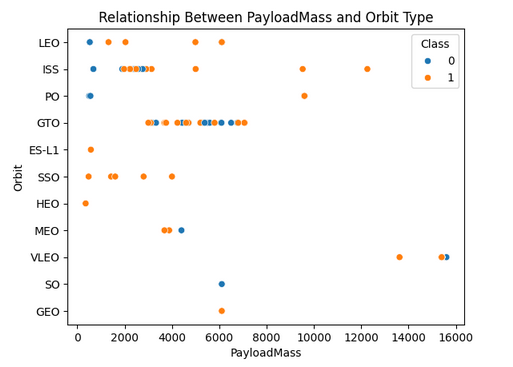 Relationship Between PayloadMass and Orbit Type
LEO
ISS
PO
GTO
ES-L1
SSO
HEO
MEO
VLEO
SO
GEO
Orbit
Class
0
1
0 2000 4000 6000 8000 10000 12000 14000 16000
PayloadMass